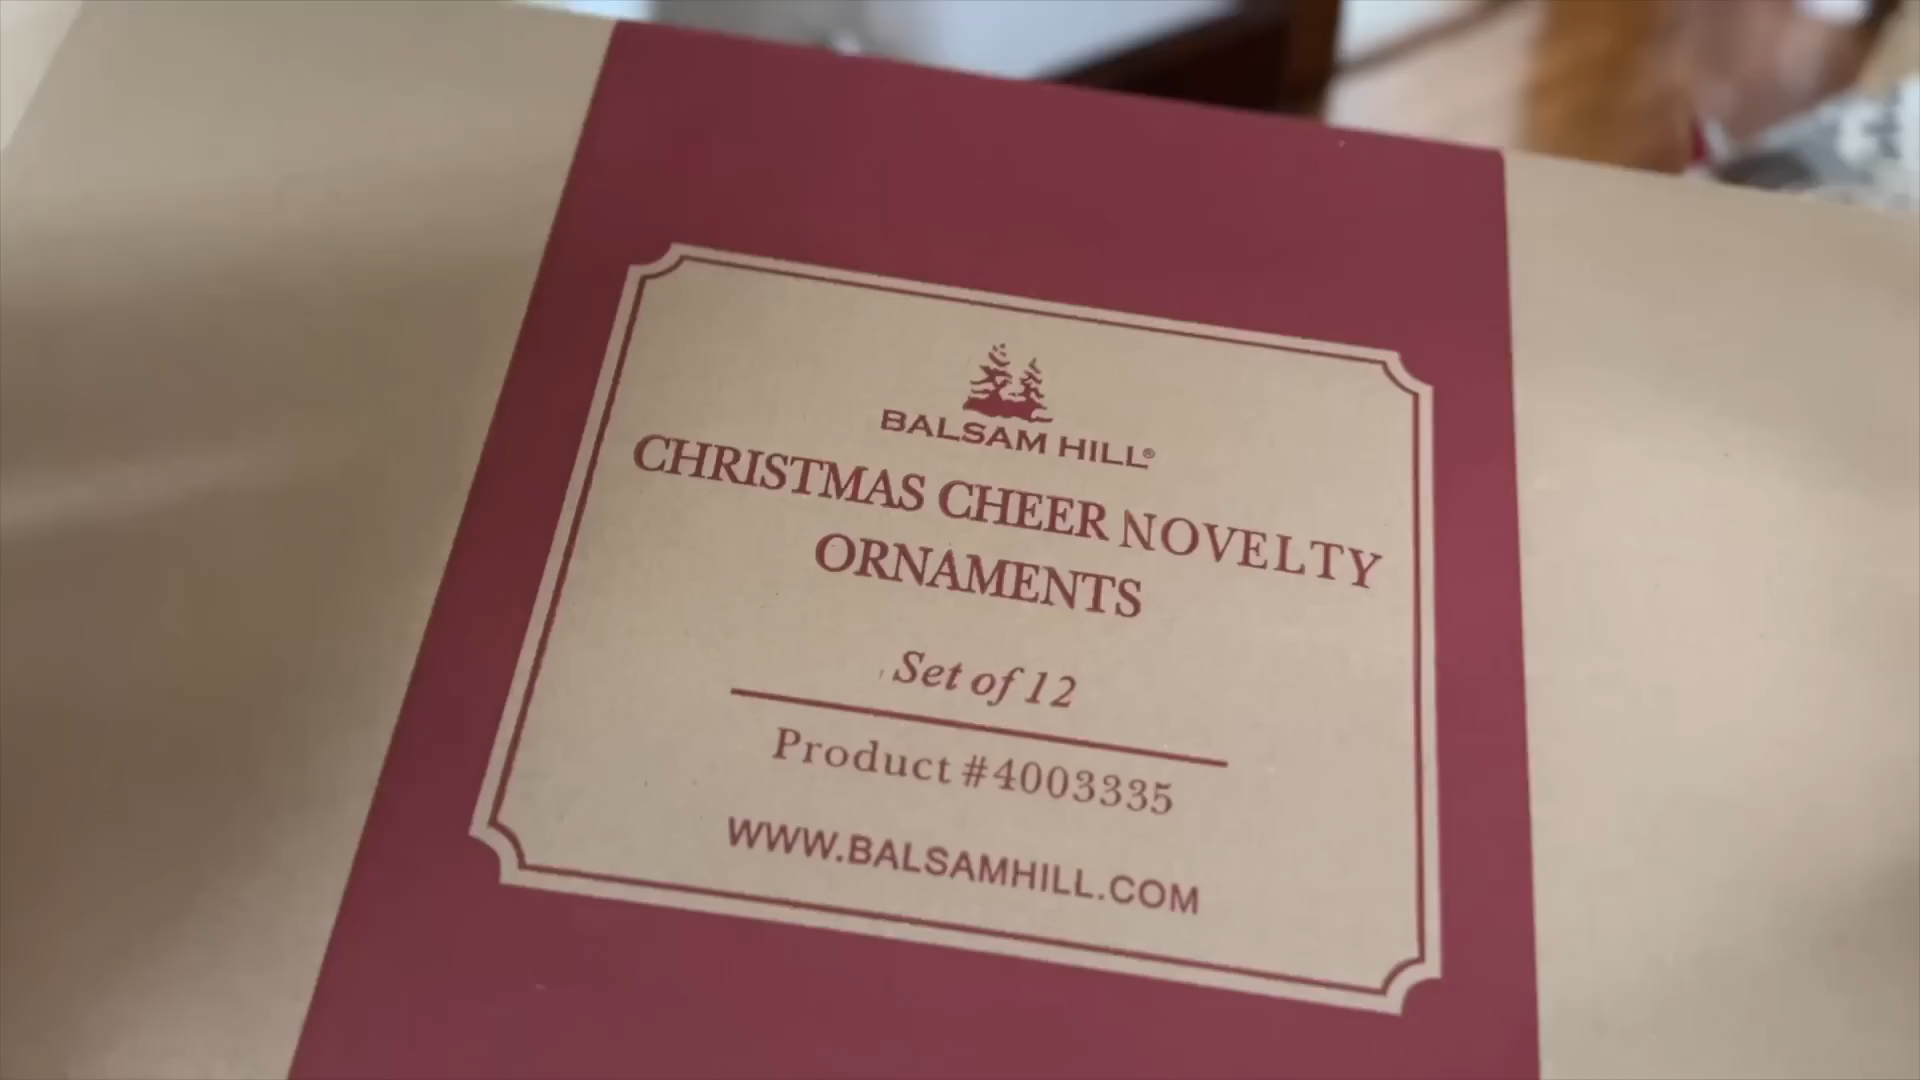 BALSAM HILL®
CHRISTMAS CHEER NOVELTY
ORNAMENTS
Set of 12
Product #4003335
WWW.BALSAMHILL.COM